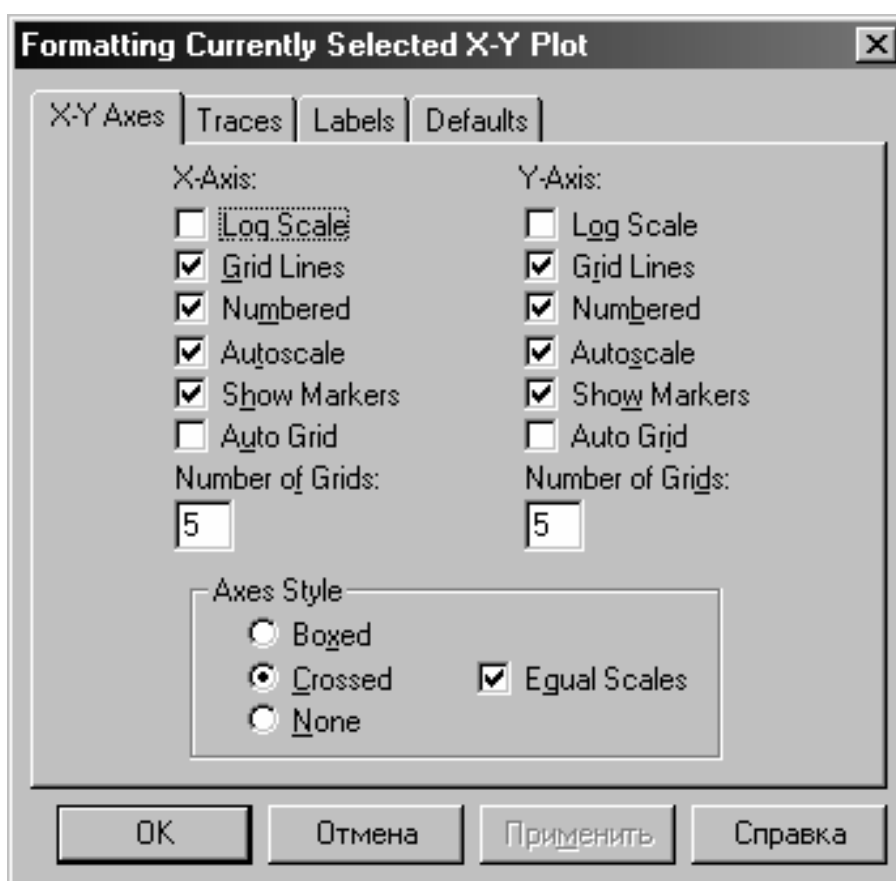 Formatting Currently Selected X-Y Plot
X-Y Axes Traces Labels Defaults
X-Axis: Y-Axis:
Log Scale Log Scale
Grid Lines Grid Lines
Numbered Numbered
Autoscale Autoscale
Show Markers Show Markers
Auto Grid Auto Grid
Number of Grids: Number of Grids:
5 5
Axes Style
Boxed
Crossed Equal Scales
None
OK Отмена Применить Справка